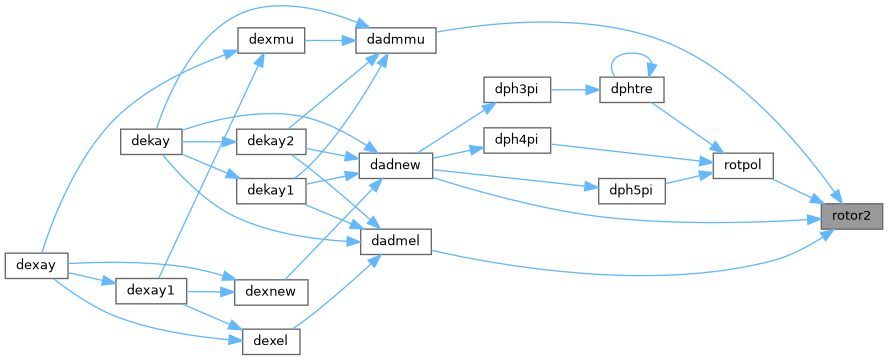 dexmu
dadmmu
dph3pi
dphtre
dekay
dekay2
dph4pi
dadnew
rotpol
dekay1
dph5pi
rotor2
dadmel
dexay
dexay1
dexnew
dexel